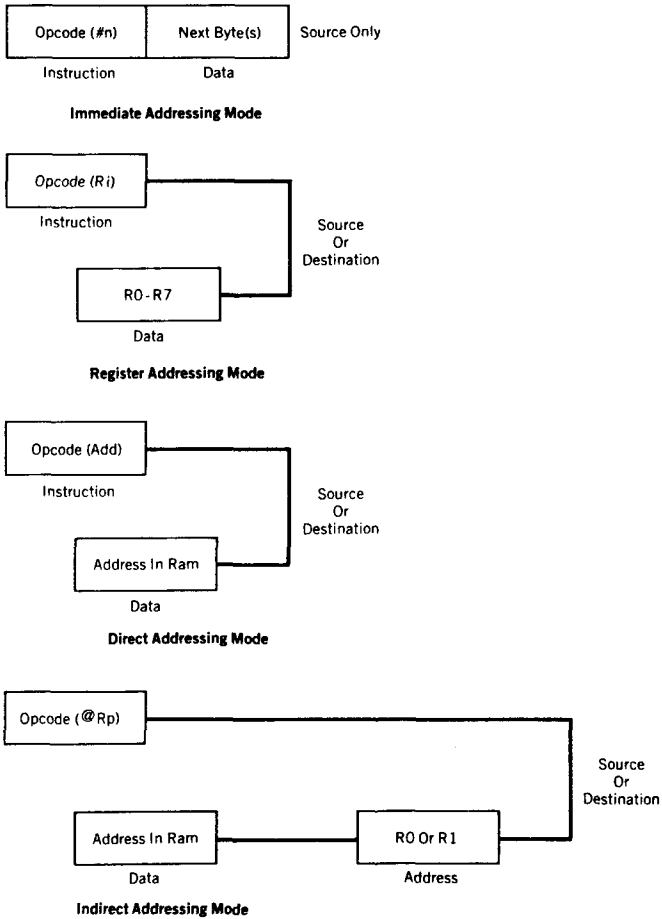 Opcode (#n) Next Byte(s) Source Only
Instruction Data
Immediate Addressing Mode
Opcode (Ri)
Instruction
Source
Or
Destination
R0-R7
Data
Register Addressing Mode
Opcode (Add)
Instruction
Source
Or
Destination
Address In Ram
Data
Direct Addressing Mode
Opcode (@Rp)
Source
Or
Destination
Address In Ram R0 Or R1
Data Address
Indirect Addressing Mode